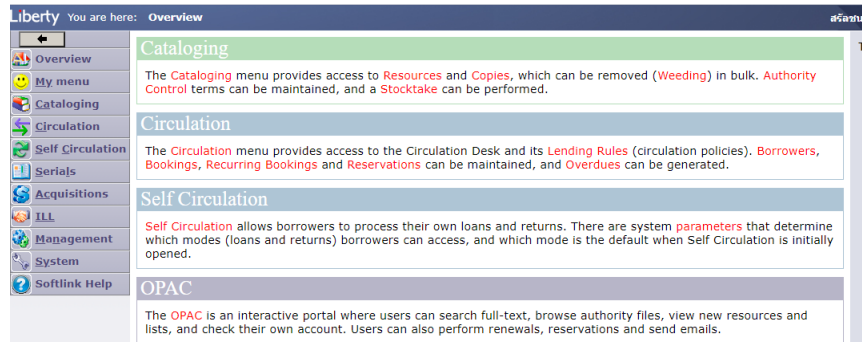 Liberty You are here: Overview
สรัลชน
Overview
My menu
Cataloging
Circulation
Self Circulation
Serials
Acquisitions
ILL
Management
System
Softlink Help
Cataloging
The Cataloging menu provides access to Resources and Copies, which can be removed (Weeding) in bulk. Authority
Control terms can be maintained, and a Stocktake can be performed.
Circulation
The Circulation menu provides access to the Circulation Desk and its Lending Rules (circulation policies). Borrowers,
Bookings, Recurring Bookings and Reservations can be maintained, and Overdues can be generated.
Self Circulation
Self Circulation allows borrowers to process their own loans and returns. There are system parameters that determine
which modes (loans and returns) borrowers can access, and which mode is the default when Self Circulation is initially
opened.
OPAC
The OPAC is an interactive portal where users can search full-text, browse authority files, view new resources and
lists, and check their own account. Users can also perform renewals, reservations and send emails.